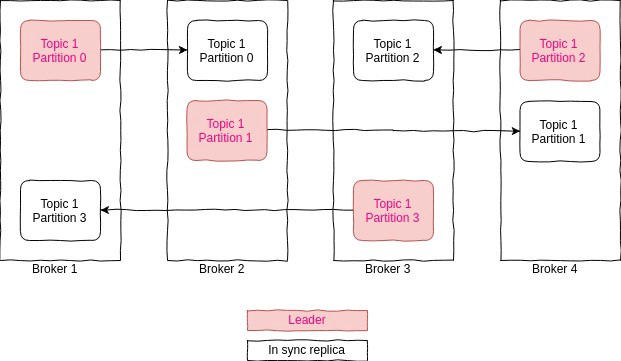 Topic 1
Partition 0
Topic 1
Partition 0
Topic 1
Partition 2
Topic 1
Partition 2
Topic 1
Partition 1
Topic 1
Partition 1
Topic 1
Partition 3
Topic 1
Partition 3
Broker 1
Broker 2
Broker 3
Broker 4
Leader
In sync replica